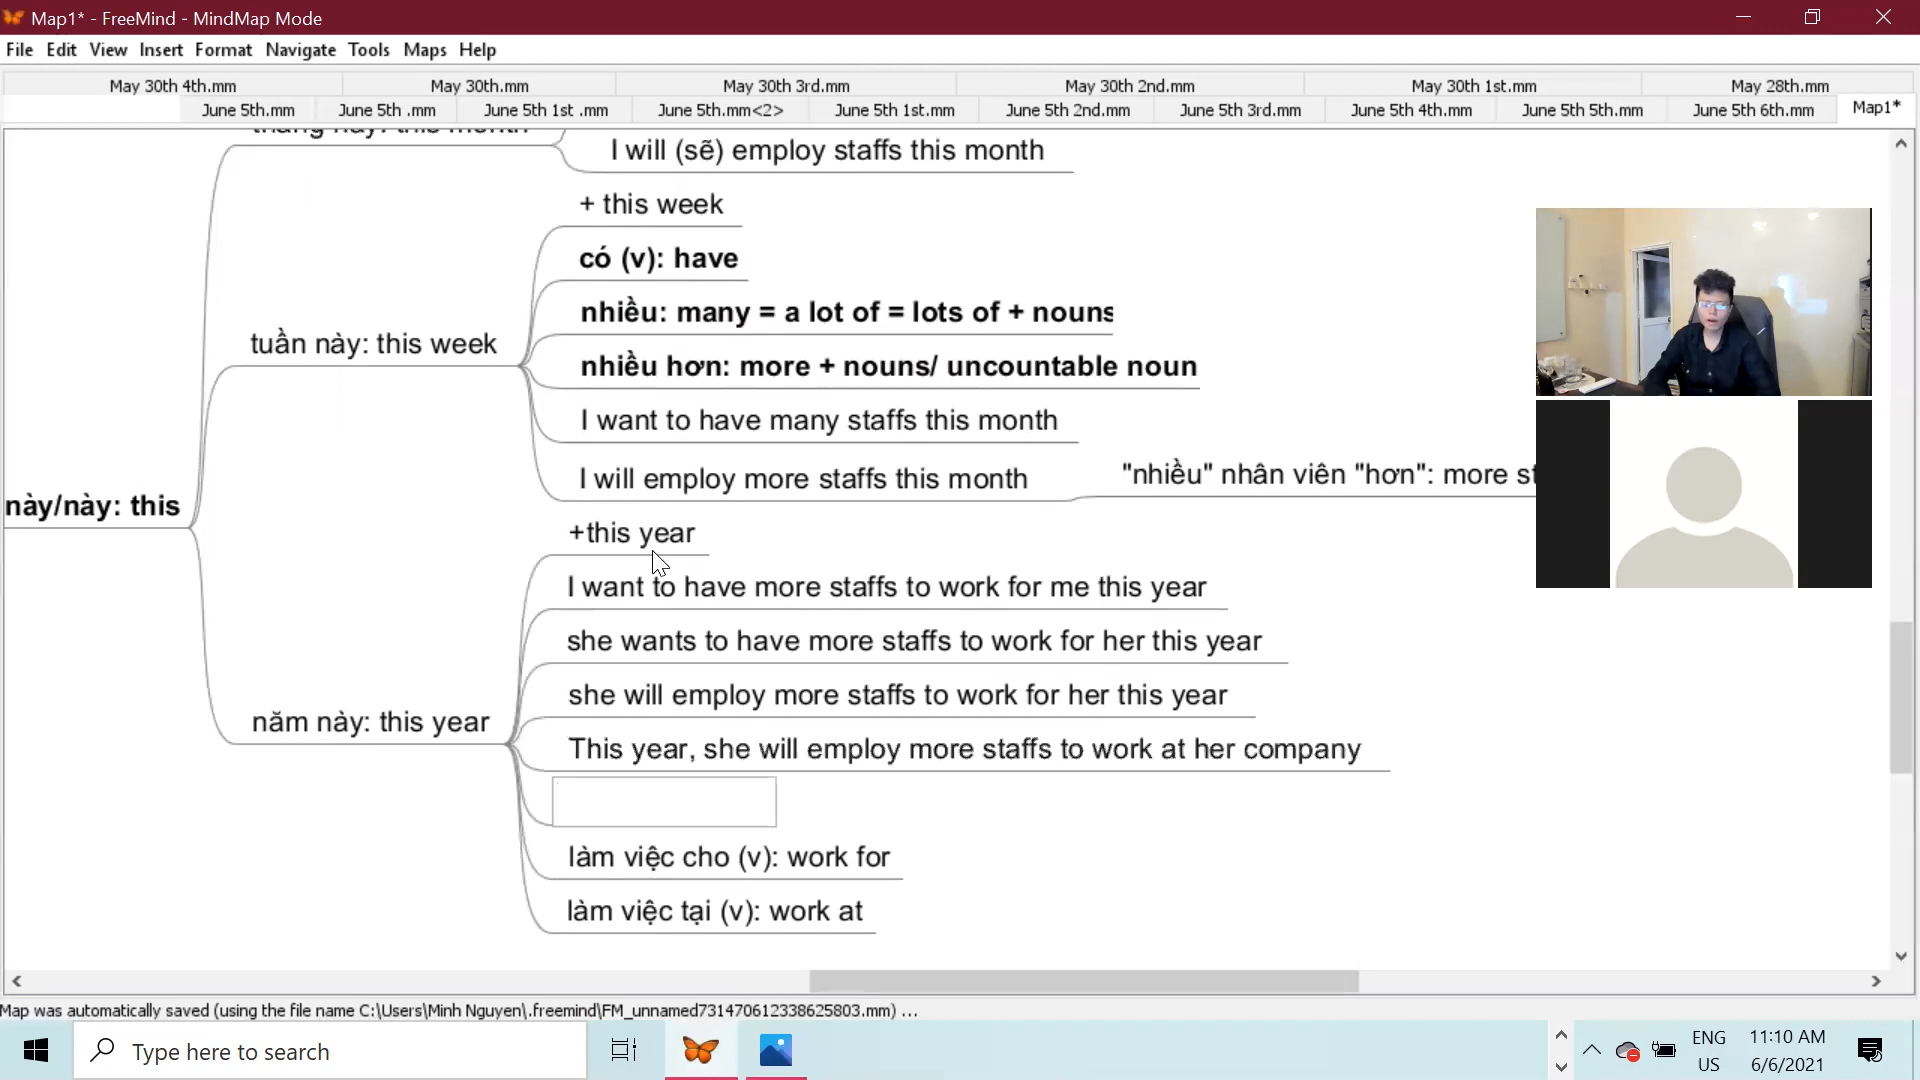 Map1* - FreeMind - MindMap Mode
File Edit View Insert Format Navigate Tools Maps Help
May 30th 4th.mm May 30th.mm May 30th 3rd.mm May 30th 2nd.mm May 30th 1st.mm May 28th.mm
June 5th.mm June 5th .mm June 5th 1st .mm June 5th.mm<2> June 5th 1st.mm June 5th 2nd.mm June 5th 3rd.mm June 5th 4th.mm June 5th 5th.mm June 5th 6th.mm Map1*
tháng này: this month
I will (sẽ) employ staffs this month
+ this week
có (v): have
nhiều: many = a lot of = lots of + nouns
tuần này: this week
nhiều hơn: more + nouns/ uncountable noun
I want to have many staffs this month
I will employ more staffs this month
"nhiều" nhân viên "hơn": more st
này/này: this
+this year
I want to have more staffs to work for me this year
she wants to have more staffs to work for her this year
she will employ more staffs to work for her this year
năm này: this year
This year, she will employ more staffs to work at her company
làm việc cho (v): work for
làm việc tại (v): work at
Map was automatically saved (using the file name C:\Users\Minh Nguyen\.freemind\FM_unnamed731470612338625803.mm) ...
Type here to search
ENG
US
11:10 AM
6/6/2021